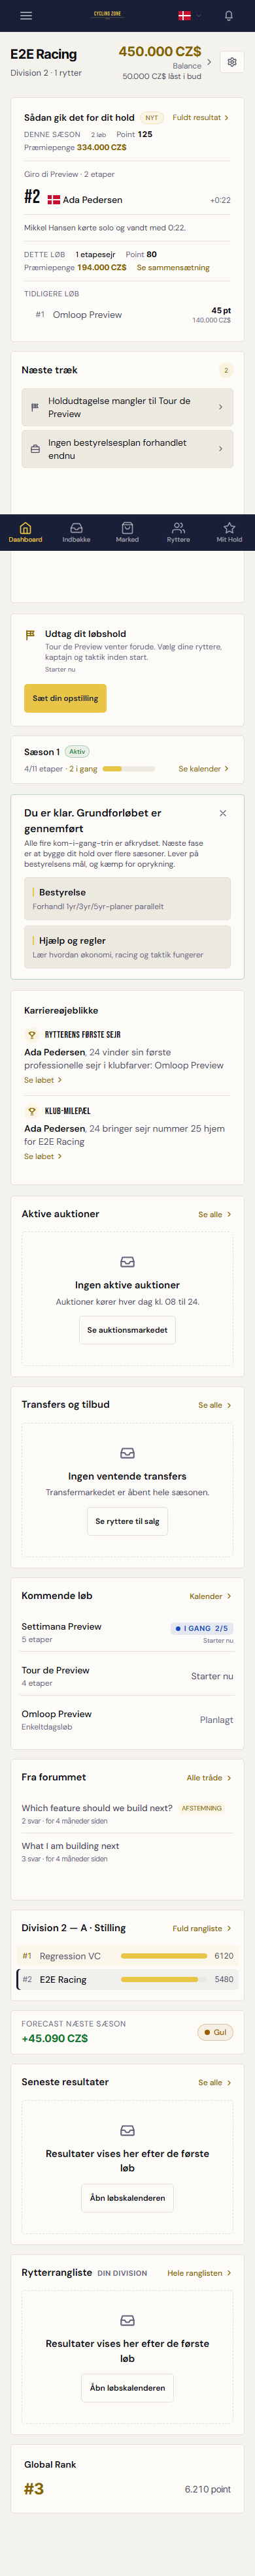 CYCLING ZONE
E2E Racing
Division 2 · 1 rytter
450.000 CZ$
Balance
50.000 CZ$ låst i bud
Sådan gik det for dit hold NYT Fuldt resultat
DENNE SÆSON 2 løb Point 125
Præmiepenge 334.000 CZ$
Giro di Preview · 2 etaper
#2 Ada Pedersen +0:22
Mikkel Hansen kørte solo og vandt med 0:22.
DETTE LØB 1 etapesejr Point 80
Præmiepenge 194.000 CZ$ Se sammensætning
TIDLIGERE LØB
#1 Omloop Preview 45 pt
140.000 CZ$
Næste træk 2
Holdudtagelse mangler til Tour de
Preview
Ingen bestyrelsesplan forhandlet
endnu
Dashboard Indbakke Marked Ryttere Mit Hold
Udtag dit løbshold
Tour de Preview venter forude. Vælg dine ryttere,
kaptajn og taktik inden start.
Starter nu
Sæt din opstilling
Sæson 1 Aktiv
4/11 etaper · 2 i gang Se kalender
Du er klar. Grundforløbet er
gennemført
Alle fire kom-i-gang-trin er afkrydset. Næste fase
er at bygge dit hold over flere sæsoner. Lever på
bestyrelsens mål, og kæmp for oprykning.
Bestyrelse
Forhandl 1yr/3yr/5yr-planer parallelt
Hjælp og regler
Lær hvordan økonomi, racing og taktik fungerer
Karriereøjeblikke
RYTTERENS FØRSTE SEJR
Ada Pedersen, 24 vinder sin første
professionelle sejr i klubfarver: Omloop Preview
Se løbet
KLUB-MILEPÆL
Ada Pedersen, 24 bringer sejr nummer 25 hjem
for E2E Racing
Se løbet
Aktive auktioner Se alle
Ingen aktive auktioner
Auktioner kører hver dag kl. 08 til 24.
Se auktionsmarkedet
Transfers og tilbud Se alle
Ingen ventende transfers
Transfermarkedet er åbent hele sæsonen.
Se ryttere til salg
Kommende løb Kalender
Settimana Preview I GANG 2/5
5 etaper Starter nu
Tour de Preview Starter nu
4 etaper
Omloop Preview Planlagt
Enkeltdagsløb
Fra forummet Alle tråde
Which feature should we build next? AFSTEMNING
2 svar · for 4 måneder siden
What I am building next
3 svar · for 4 måneder siden
Division 2 — A · Stilling Fuld rangliste
#1 Regression VC 6120
#2 E2E Racing 5480
FORECAST NÆSTE SÆSON
+45.090 CZ$ Gul
Seneste resultater Se alle
Resultater vises her efter de første
løb
Åbn løbskalenderen
Rytterrangliste DIN DIVISION Hele ranglisten
Resultater vises her efter de første
løb
Åbn løbskalenderen
Global Rank
#3 6.210 point